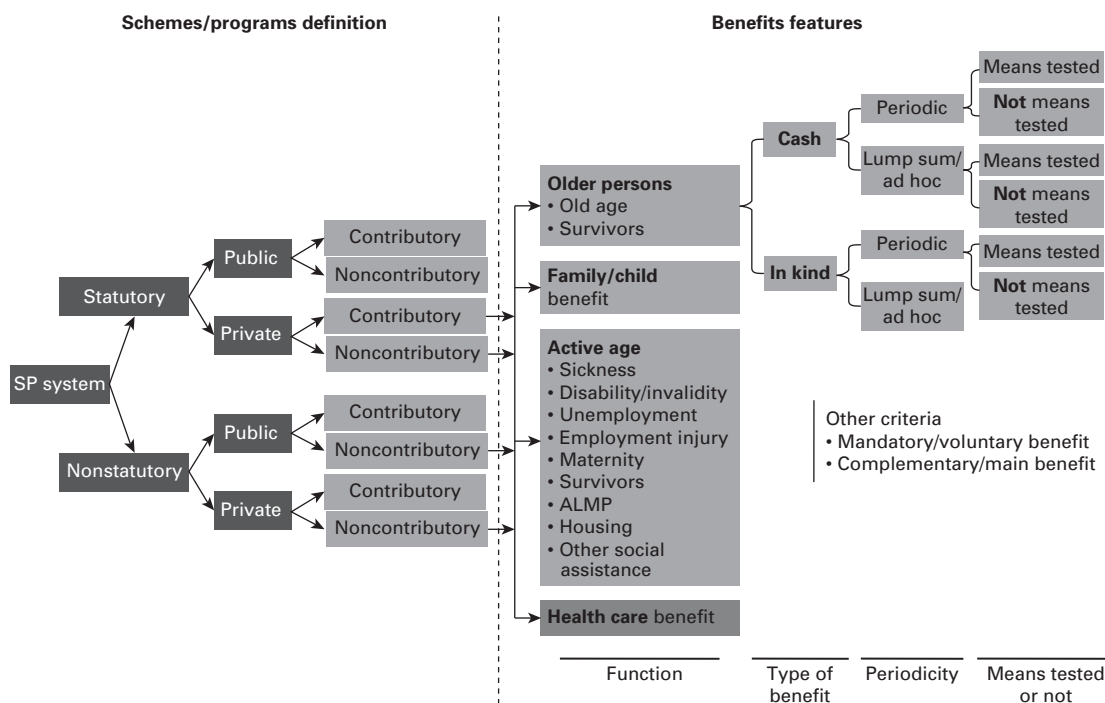 Schemes/programs definition
Benefits features
SP system
Statutory
Nonstatutory
Public
Private
Public
Private
Contributory
Noncontributory
Contributory
Noncontributory
Contributory
Noncontributory
Contributory
Noncontributory
Older persons
• Old age
• Survivors
Family/child
benefit
Active age
• Sickness
• Disability/invalidity
• Unemployment
• Employment injury
• Maternity
• Survivors
• ALMP
• Housing
• Other social
assistance
Health care benefit
Cash
In kind
Periodic
Lump sum/
ad hoc
Periodic
Lump sum/
ad hoc
Means tested
Not means
tested
Means tested
Not means
tested
Means tested
Not means
tested
Other criteria
• Mandatory/voluntary benefit
• Complementary/main benefit
Function
Type of
benefit
Periodicity
Means tested
or not